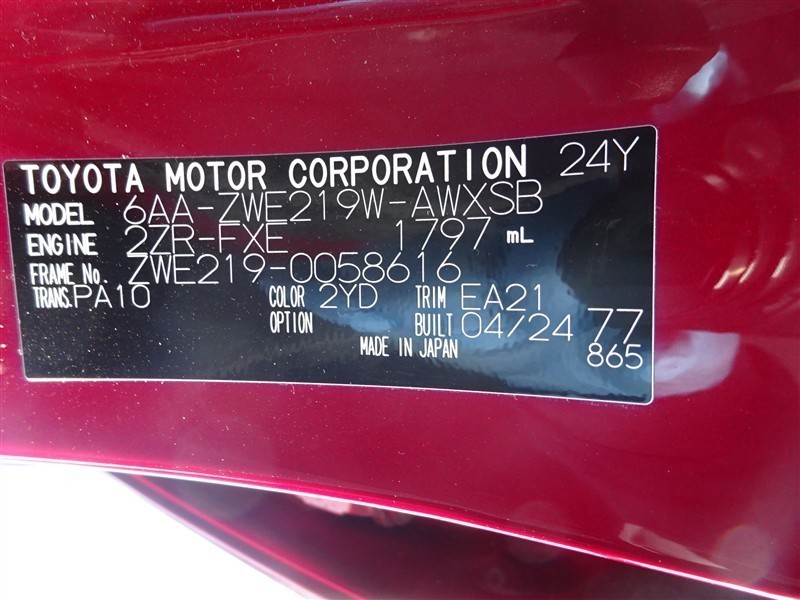 TOYOTA MOTOR CORPORATION 24Y
MODEL 6AA-ZWE219W-AWXSB
ENGINE 2ZR-FXE 1797 mL
FRAME No. ZWE219-0058616
TRANS. PA10 COLOR 2YD TRIM EA21
OPTION BUILT 04/24 77
MADE IN JAPAN 865